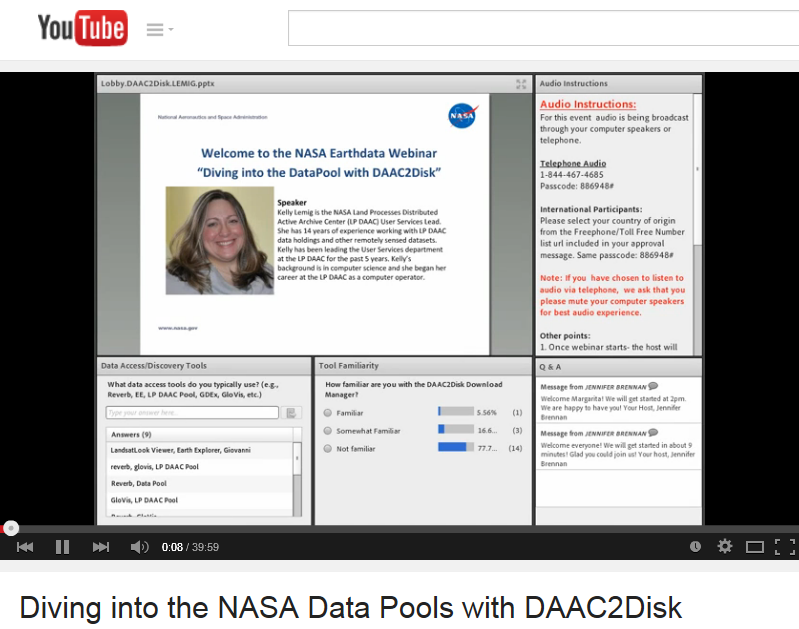 YouTube
Lobby.DAAC2Disk.LEMIG.pptx
National Aeronautics and Space Administration
NASA
Welcome to the NASA Earthdata Webinar
“Diving into the DataPool with DAAC2Disk”
Speaker
Kelly Lemig is the NASA Land Processes Distributed
Active Archive Center (LP DAAC) User Services Lead.
She has 14 years of experience working with LP DAAC
data holdings and other remotely sensed datasets.
Kelly has been leading the User Services department
at the LP DAAC for the past 5 years. Kelly's
background is in computer science and she began her
career at the LP DAAC as a computer operator.
www.nasa.gov
Audio Instructions
Audio Instructions:
For this event audio is being broadcast
through your computer speakers or
telephone.
Telephone Audio
1-844-467-4685
Passcode: 886948#
International Participants:
Please select your country of origin
from the Freephone/Toll Free Number
list url included in your approval
message. Same passcode: 886948#
Note: If you have chosen to listen to
audio via telephone, we ask that you
please mute your computer speakers
for best audio experience.
Other points:
1. Once webinar starts- the host will
Data Access/Discovery Tools
What data access tools do you typically use? (e.g.,
Reverb, EE, LP DAAC Pool, GDEx, GloVis, etc.)
Type your answer here..
Answers (9)
LandsatLook Viewer, Earth Explorer, Giovanni
reverb, glovis, LP DAAC Pool
Reverb, Data Pool
GloVis, LP DAAC Pool
Reverb, GloVis
Tool Familiarity
How familiar are you with the DAAC2Disk Download
Manager?
Familiar 5.56% (1)
Somewhat Familiar 16.6... (3)
Not familiar 77.7... (14)
Q & A
Message from JENNIFER BRENNAN
Welcome Margarita! We will get started at 2pm.
We are happy to have you! Your Host, Jennifer
Brennan
Message from JENNIFER BRENNAN
Welcome everyone! We will get started in about 9
minutes! Glad you could join us! Your host, Jennifer
Brennan
0:08 / 39:59
Diving into the NASA Data Pools with DAAC2Disk